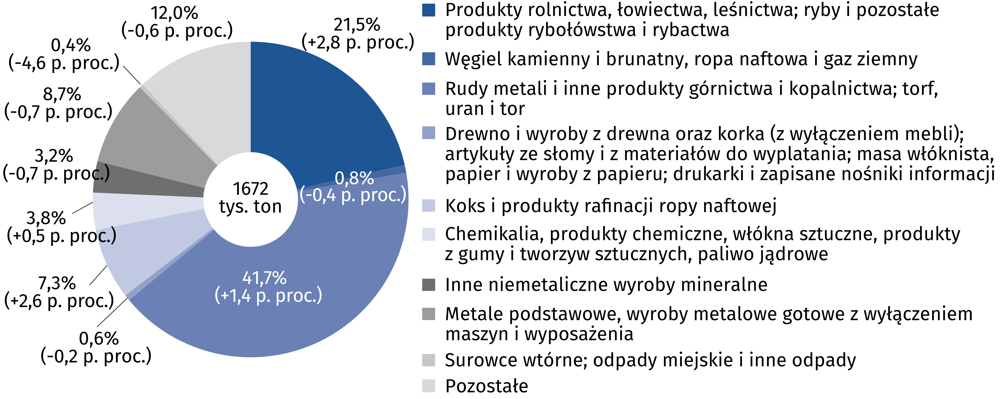 12,0%
(-0,6 p. proc.)
21,5%
(+2,8 p. proc.)
0,4%
(-4,6 p. proc.)
8,7%
(-0,7 p. proc.)
3,2%
(-0,7 p. proc.)
0,8%
(-0,4 p. proc.)
1672
tys. ton
3,8%
(+0,5 p. proc.)
7,3%
(+2,6 p. proc.)
41,7%
(+1,4 p. proc.)
0,6%
(-0,2 p. proc.)
Produkty rolnictwa, łowiectwa, leśnictwa; ryby i pozostałe
produkty rybołówstwa i rybactwa
Węgiel kamienny i brunatny, ropa naftowa i gaz ziemny
Rudy metali i inne produkty górnictwa i kopalnictwa; torf,
uran i tor
Drewno i wyroby z drewna oraz korka (z wyłączeniem mebli);
artykuły ze słomy i z materiałów do wyplatania; masa włóknista,
papier i wyroby z papieru; drukarki i zapisane nośniki informacji
Koks i produkty rafinacji ropy naftowej
Chemikalia, produkty chemiczne, włókna sztuczne, produkty
z gumy i tworzyw sztucznych, paliwo jądrowe
Inne niemetaliczne wyroby mineralne
Metale podstawowe, wyroby metalowe gotowe z wyłączeniem
maszyn i wyposażenia
Surowce wtórne; odpady miejskie i inne odpady
Pozostałe